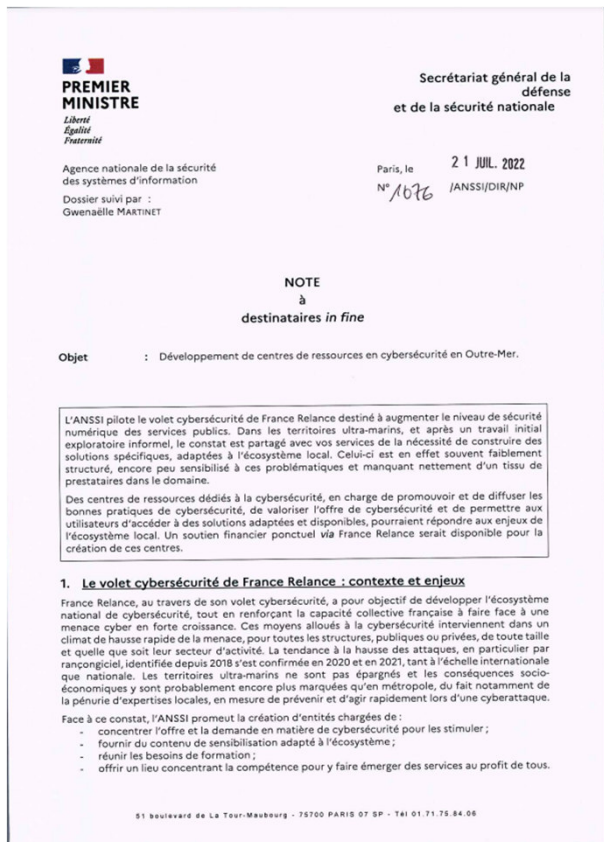 PREMIER
MINISTRE
Liberté
Égalité
Fraternité
Secrétariat général de la
défense
et de la sécurité nationale
Agence nationale de la sécurité
des systèmes d'information
Dossier suivi par :
Gwenaëlle MARTINET
Paris, le 21 JUIL. 2022
N° 1076 /ANSSI/DIR/NP
NOTE
à
destinataires in fine
Objet : Développement de centres de ressources en cybersécurité en Outre-Mer.
L'ANSSI pilote le volet cybersécurité de France Relance destiné à augmenter le niveau de sécurité
numérique des services publics. Dans les territoires ultra-marins, et après un travail initial
exploratoire informel, le constat est partagé avec vos services de la nécessité de construire des
solutions spécifiques, adaptées à l'écosystème local. Celui-ci est en effet souvent faiblement
structuré, encore peu sensibilisé à ces problématiques et manquant nettement d'un tissu de
prestataires dans le domaine.
Des centres de ressources dédiés à la cybersécurité, en charge de promouvoir et de diffuser les
bonnes pratiques de cybersécurité, de valoriser l'offre de cybersécurité et de permettre aux
utilisateurs d'accéder à des solutions adaptées et disponibles, pourraient répondre aux enjeux de
l'écosystème local. Un soutien financier ponctuel via France Relance serait disponible pour la
création de ces centres.
1. Le volet cybersécurité de France Relance : contexte et enjeux
France Relance, au travers de son volet cybersécurité, a pour objectif de développer l'écosystème
national de cybersécurité, tout en renforçant la capacité collective française à faire face à une
menace cyber en forte croissance. Ces moyens alloués à la cybersécurité interviennent dans un
climat de hausse rapide de la menace, pour toutes les structures, publiques ou privées, de toute taille
et quelle que soit leur secteur d'activité. La tendance à la hausse des attaques, en particulier par
rançongiciel, identifiée depuis 2018 s'est confirmée en 2020 et en 2021, tant à l'échelle internationale
que nationale. Les territoires ultra-marins ne sont pas épargnés et les conséquences socio-
économiques y sont probablement encore plus marquées qu'en métropole, du fait notamment de
la pénurie d'expertises locales, en mesure de prévenir et d'agir rapidement lors d'une cyberattaque.
Face à ce constat, l'ANSSI promeut la création d'entités chargées de :
- concentrer l'offre et la demande en matière de cybersécurité pour les stimuler ;
- fournir du contenu de sensibilisation adapté à l'écosystème ;
- réunir les besoins de formation ;
- offrir un lieu concentrant la compétence pour y faire émerger des services au profit de tous.
51 boulevard de La Tour-Maubourg - 75700 PARIS 07 SP - Tél 01.71.75.84.06